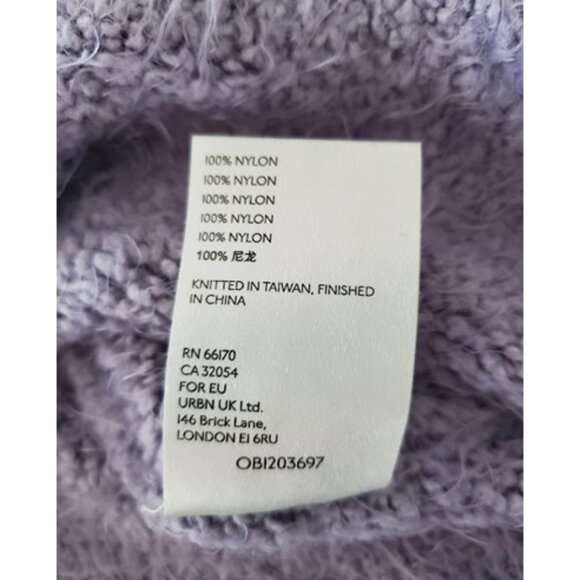 100% NYLON
100% NYLON
100% NYLON
100% NYLON
100% NYLON
100% 尼龙
KNITTED IN TAIWAN, FINISHED
IN CHINA
RN 66170
CA 32054
FOR EU
URBN UK Ltd.
146 Brick Lane,
LONDON E1 6RU
OB1203697